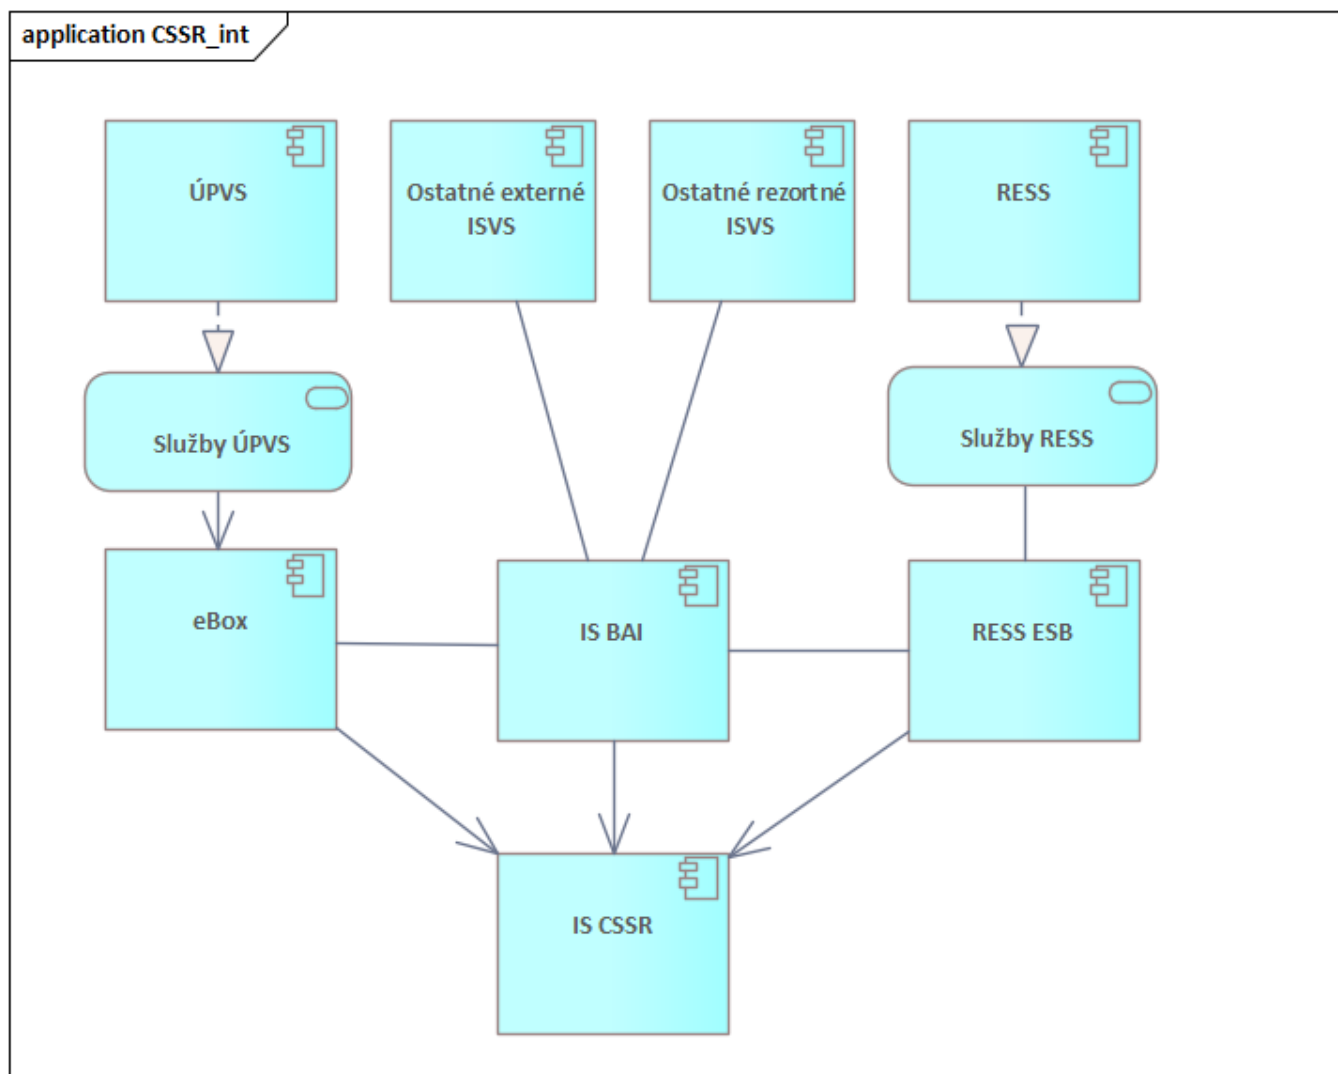 application CSSR_int
ÚPVS
Ostatné externé
ISVS
Ostatné rezortné
ISVS
RESS
Služby ÚPVS
Služby RESS
eBox
IS BAI
RESS ESB
IS CSSR